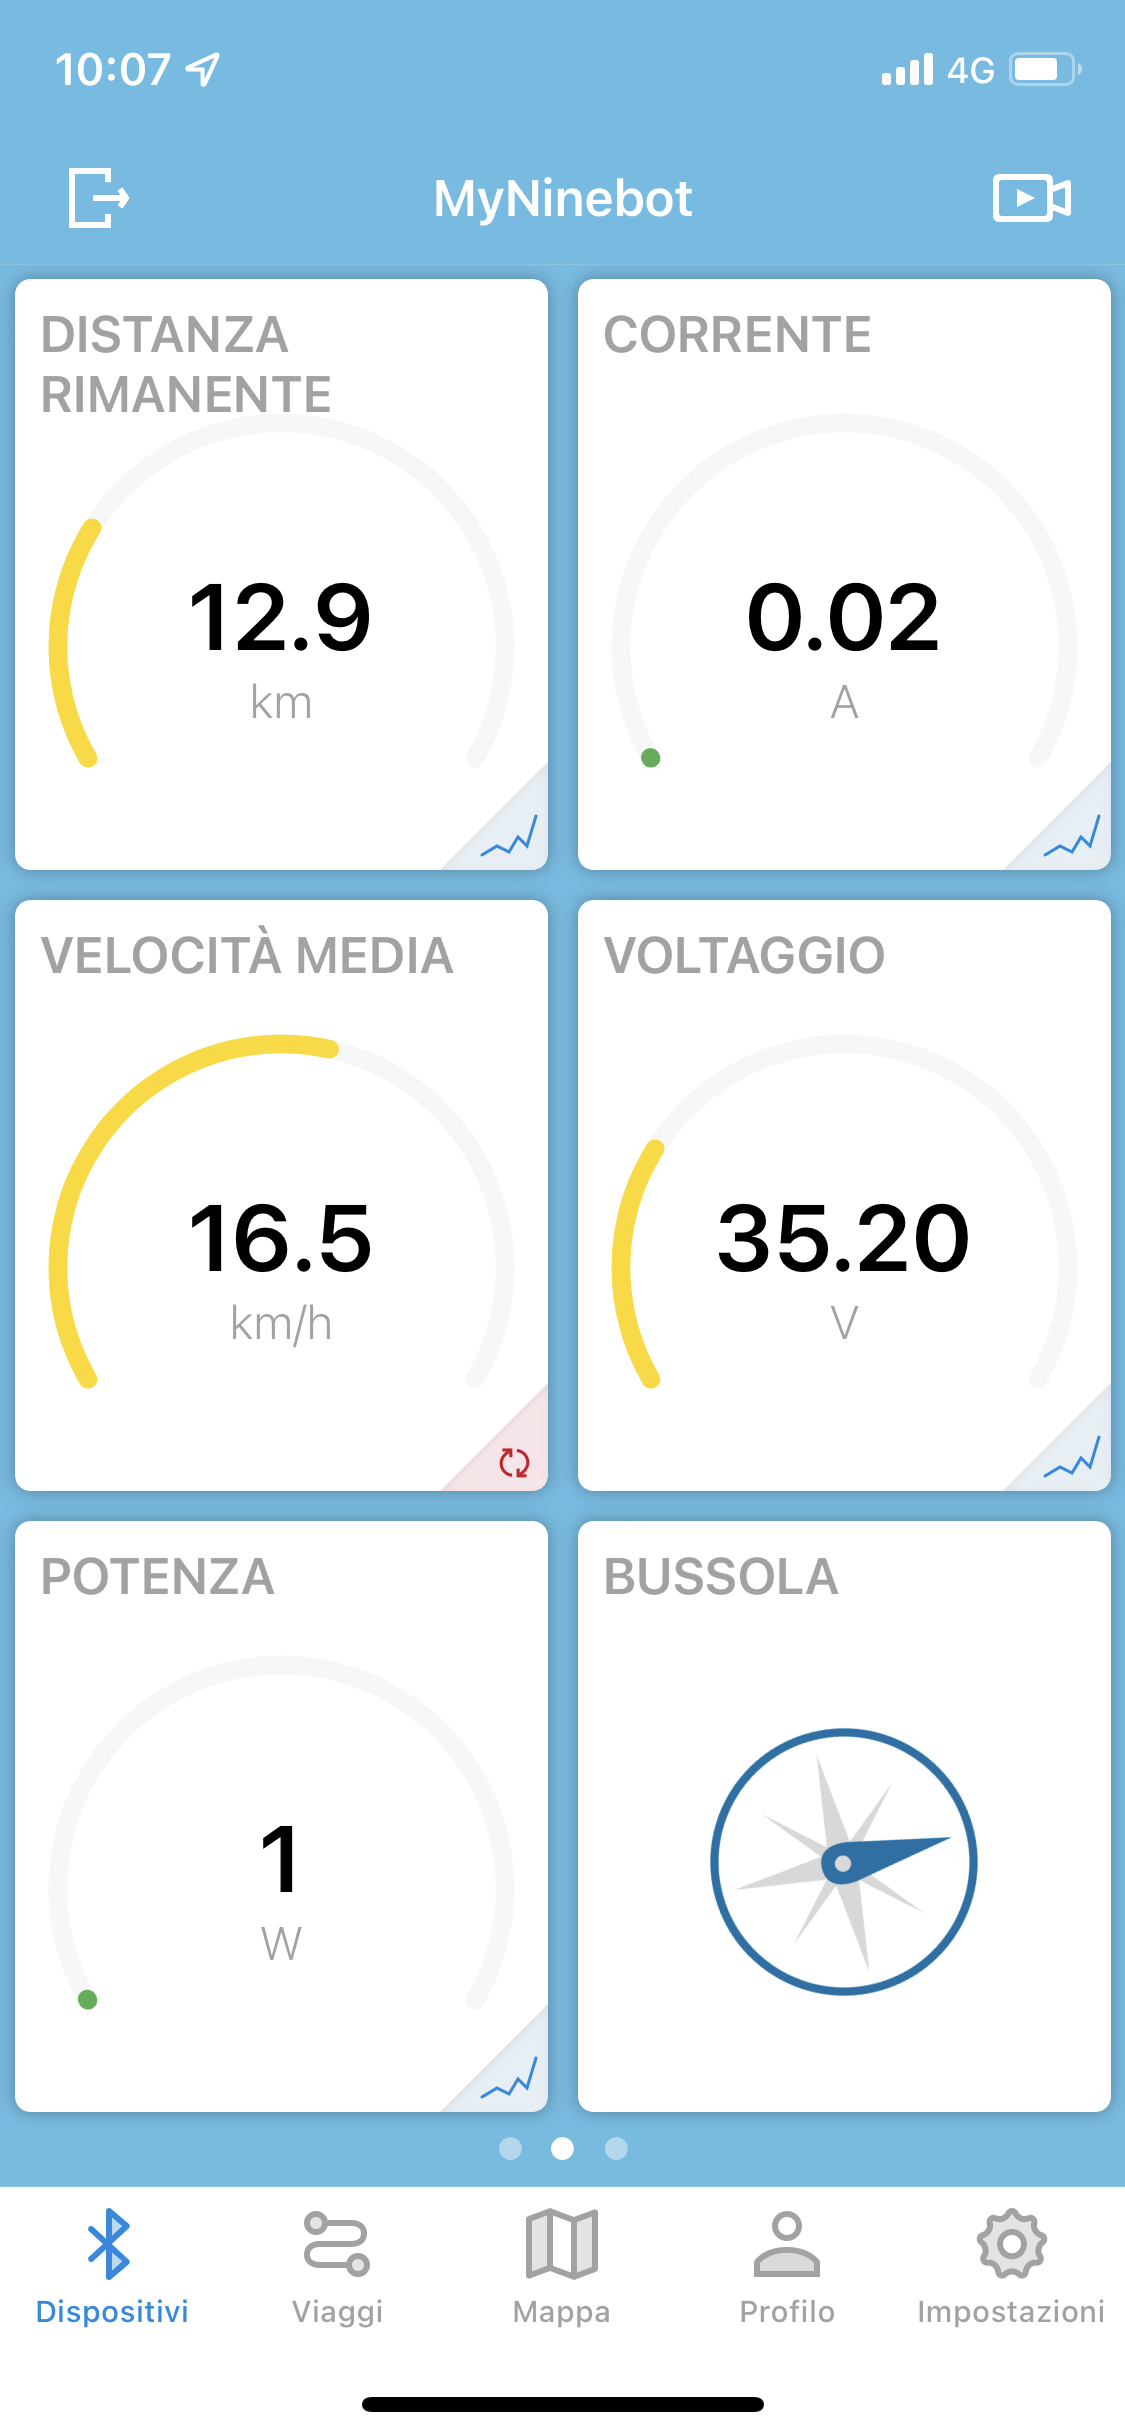 10:07 4G
MyNinebot
DISTANZA
RIMANENTE
12.9
km
CORRENTE
0.02
A
VELOCITÀ MEDIA
16.5
km/h
VOLTAGGIO
35.20
V
POTENZA
1
W
BUSSOLA
Dispositivi
Viaggi
Mappa
Profilo
Impostazioni